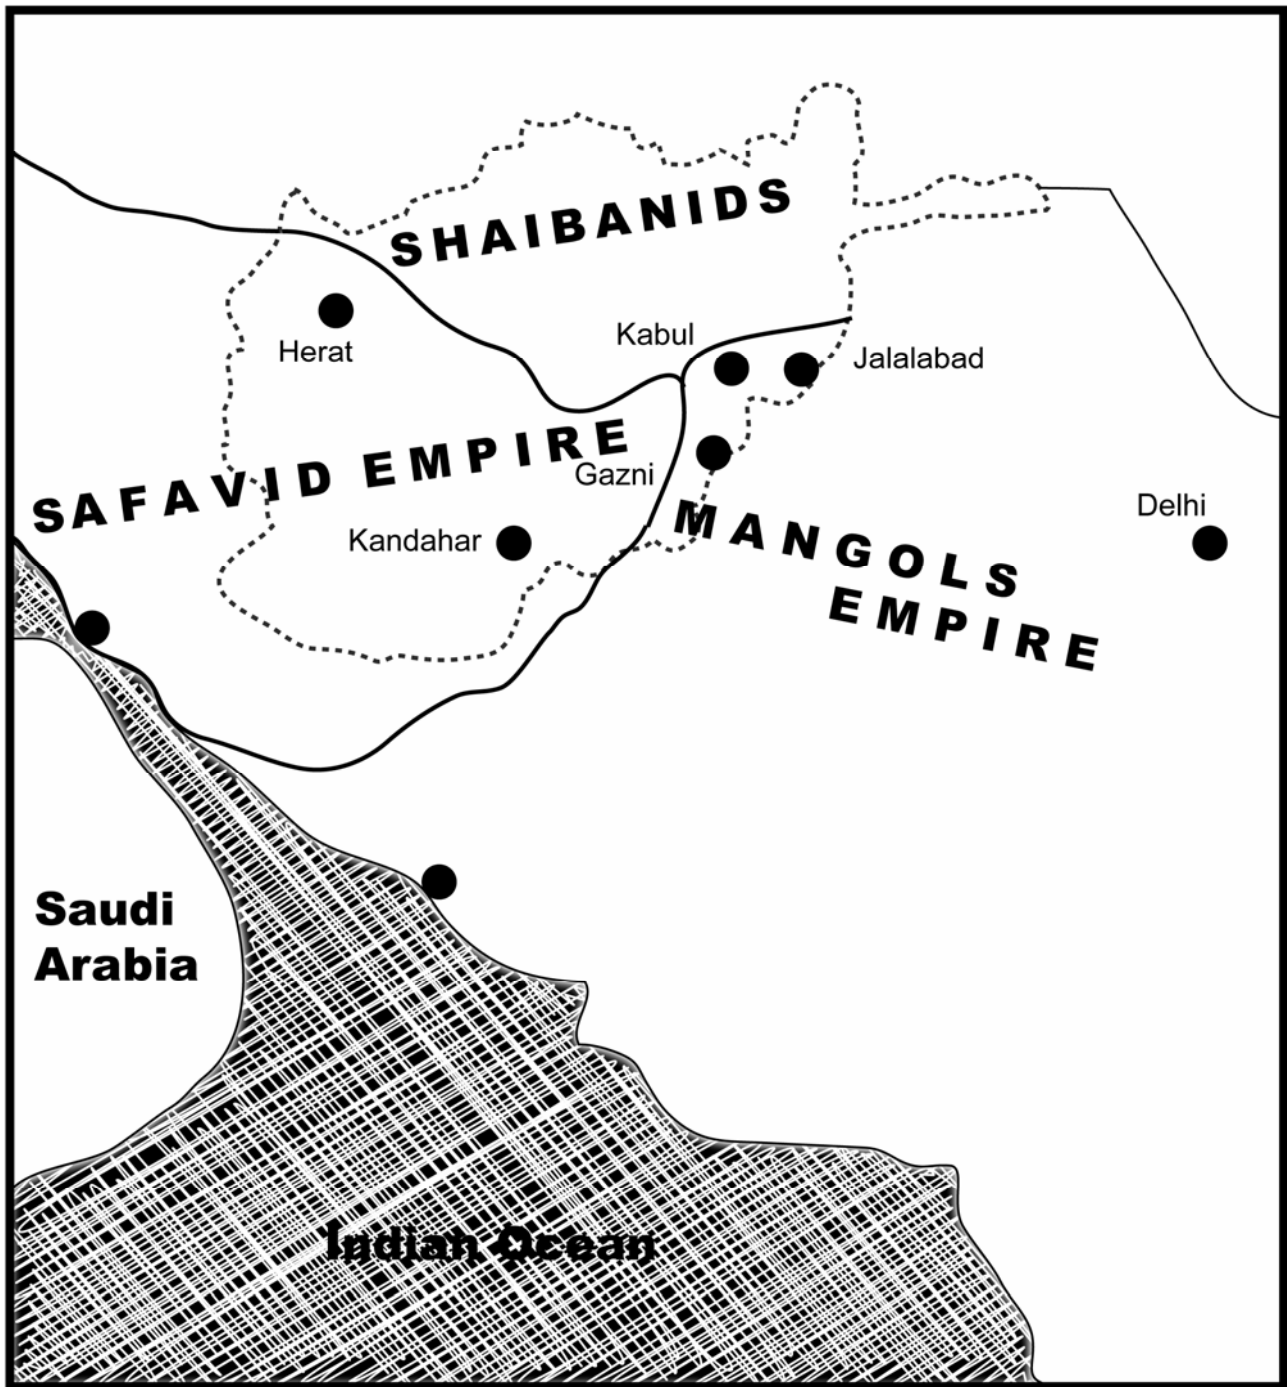 SHAIBANIDS
Kabul
Herat
Jalalabad
SAFAVID EMPIRE
Gazni
MANGOLS
EMPIRE
Delhi
Kandahar
Saudi
Arabia
Indian Ocean